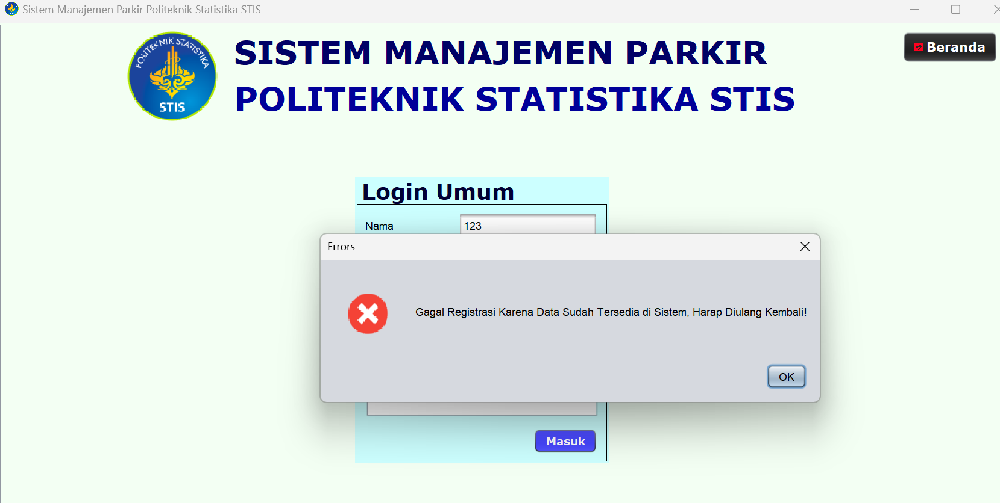 Sistem Manajemen Parkir Politeknik Statistika STIS
POLITEKNIK STATISTIKA
STIS
SISTEM MANAJEMEN PARKIR
POLITEKNIK STATISTIKA STIS
Beranda
Login Umum
Nama
123
Errors
Gagal Registrasi Karena Data Sudah Tersedia di Sistem, Harap Diulang Kembali!
OK
Masuk